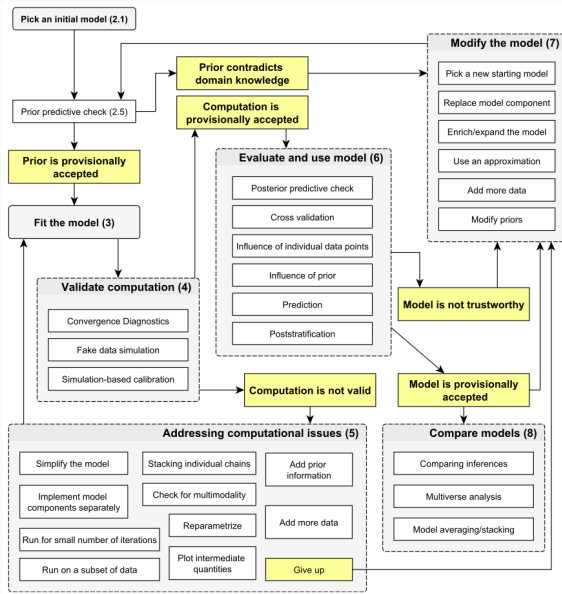 Pick an initial model (2.1)
Prior predictive check (2.5)
Prior contradicts
domain knowledge
Computation is
provisionally accepted
Prior is provisionally
accepted
Fit the model (3)
Validate computation (4)
Convergence Diagnostics
Fake data simulation
Simulation-based calibration
Evaluate and use model (6)
Posterior predictive check
Cross validation
Influence of individual data points
Influence of prior
Prediction
Poststratification
Modify the model (7)
Pick a new starting model
Replace model component
Enrich/expand the model
Use an approximation
Add more data
Modify priors
Model is not trustworthy
Computation is not valid
Model is provisionally
accepted
Addressing computational issues (5)
Simplify the model
Implement model
components separately
Run for small number of iterations
Run on a subset of data
Stacking individual chains
Check for multimodality
Reparametrize
Plot intermediate
quantities
Add prior
information
Add more data
Give up
Compare models (8)
Comparing inferences
Multiverse analysis
Model averaging/stacking